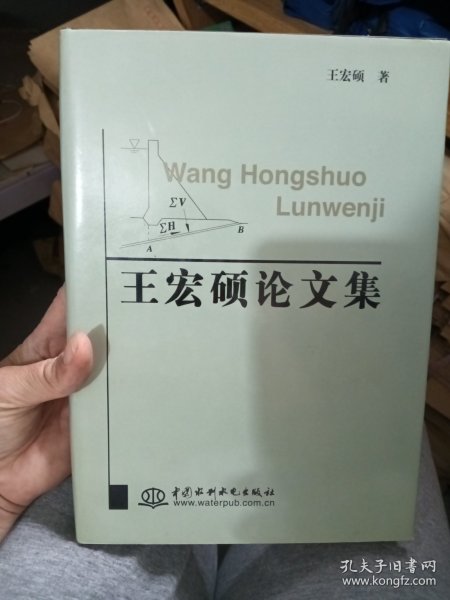 王宏硕 著
Wang Hongshuo
Lunwenji
ΣV
ΣH
B
A
王宏硕论文集
中国水利水电出版社
www.waterpub.com.cn
孔夫子旧书网
www.kongfz.com